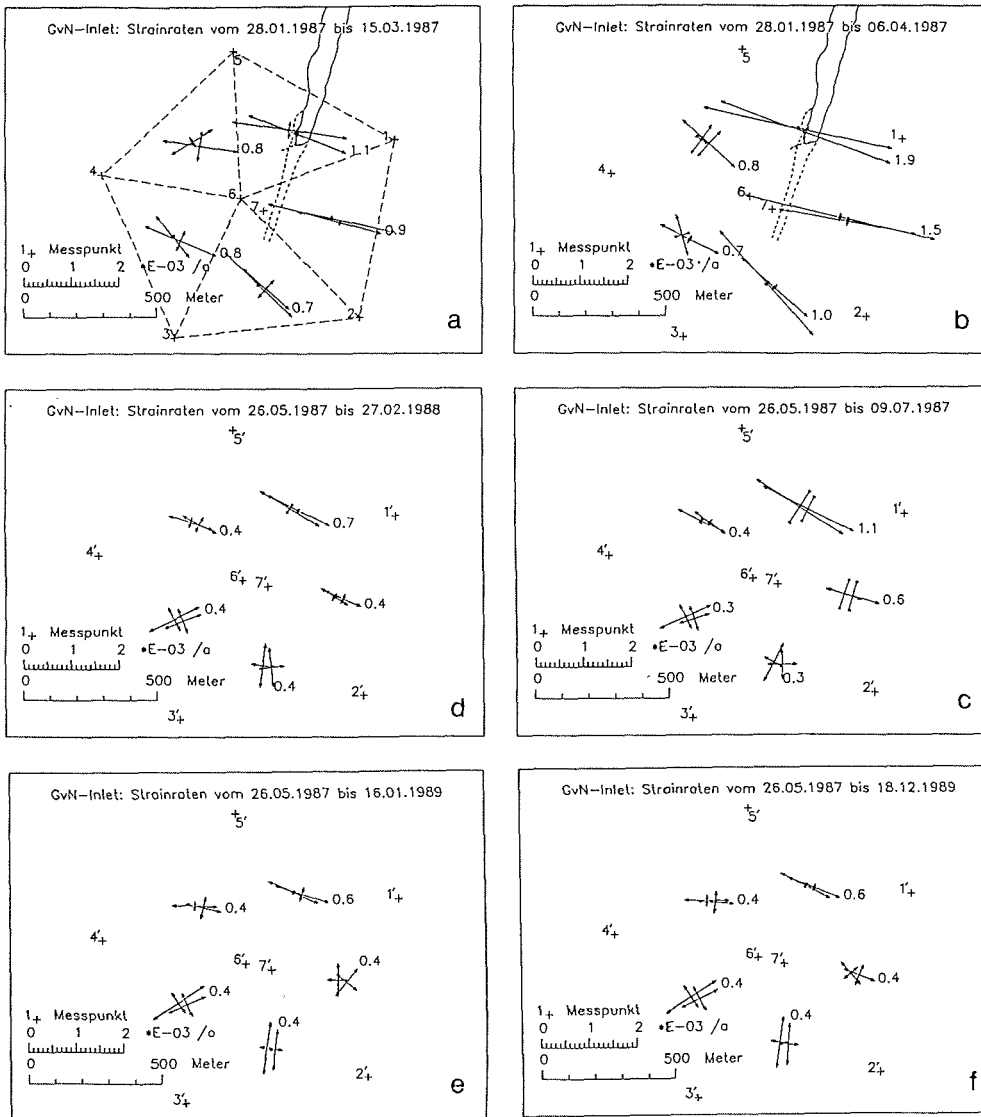 GvN-Inlet: Strainraten vom 28.01.1987 bis 15.03.1987
5
1
4
6
7
0.8
1.1
0.9
0.8
0.7
2
3
1+ Messpunkt
0 1 2
*E-03 /a
0 500 Meter
a
GvN-Inlet: Strainraten vom 28.01.1987 bis 06.04.1987
5
1
4
6
7
0.8
1.9
1.5
0.7
1.0
2
3
1+ Messpunkt
0 1 2
*E-03 /a
0 500 Meter
b
GvN-Inlet: Strainraten vom 26.05.1987 bis 27.02.1988
5'
1'
4'
6' 7'
0.4
0.7
0.4
0.4
0.4
2'
3'
1+ Messpunkt
0 1 2
*E-03 /a
0 500 Meter
d
GvN-Inlet: Strainraten vom 26.05.1987 bis 09.07.1987
5'
1'
4'
6' 7'
0.4
1.1
0.6
0.3
0.3
2'
3'
1+ Messpunkt
0 1 2
*E-03 /a
0 500 Meter
c
GvN-Inlet: Strainraten vom 26.05.1987 bis 16.01.1989
5'
1'
4'
6' 7'
0.4
0.6
0.4
0.4
0.4
2'
3'
1+ Messpunkt
0 1 2
*E-03 /a
0 500 Meter
e
GvN-Inlet: Strainraten vom 26.05.1987 bis 18.12.1989
5'
1'
4'
6' 7'
0.4
0.6
0.4
0.4
0.4
2'
3'
1+ Messpunkt
0 1 2
*E-03 /a
0 500 Meter
f